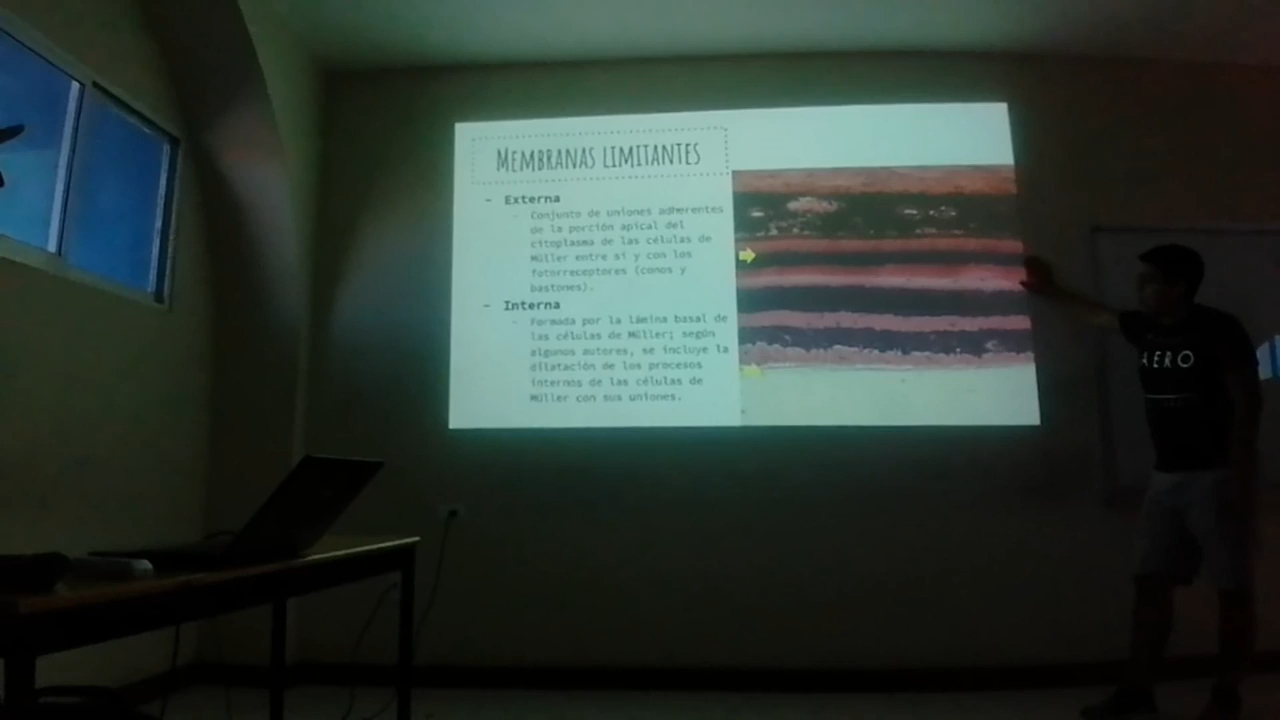 MEMBRANAS LIMITANTES
- Externa
- Conjunto de uniones adherentes
de la porción apical del
citoplasma de las células de
Müller entre sí y con los
fotorreceptores (conos y
bastones).
- Interna
- Formada por la lámina basal de
las células de Müller; según
algunos autores, se incluye la
dilatación de los procesos
internos de las células de
Müller con sus uniones.
AERO